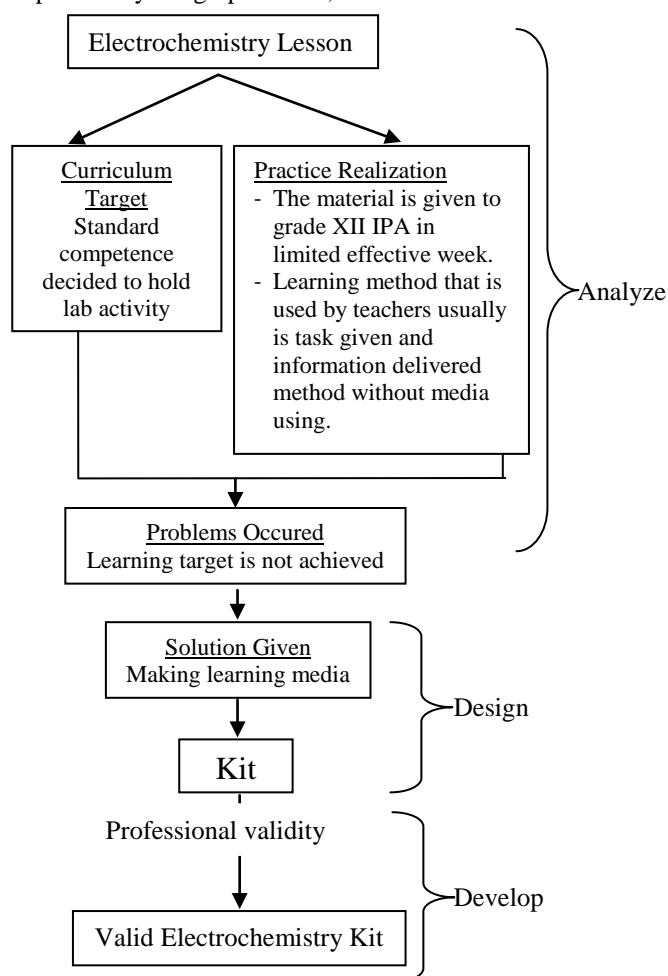 Electrochemistry Lesson
Curriculum
Target
Standard
competence
decided to hold
lab activity
Practice Realization
- The material is given to
grade XII IPA in
limited effective week.
- Learning method that is
used by teachers usually
is task given and
information delivered
method without media
using.
Analyze
Problems Occured
Learning target is not achieved
Solution Given
Making learning media
Design
Kit
Professional validity
Develop
Valid Electrochemistry Kit